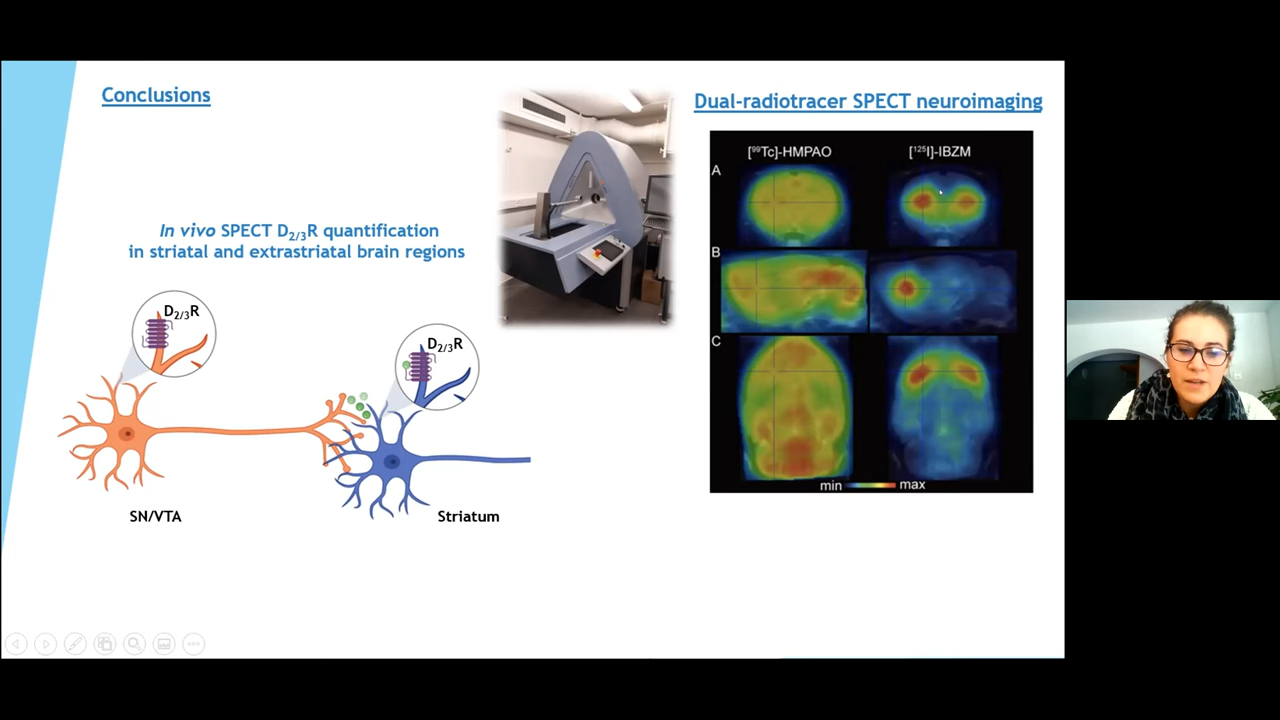 Conclusions
In vivo SPECT D2/3R quantification
in striatal and extrastriatal brain regions
D2/3R
D2/3R
SN/VTA
Striatum
Dual-radiotracer SPECT neuroimaging
[99Tc]-HMPAO [125I]-IBZM
A
B
C
min max